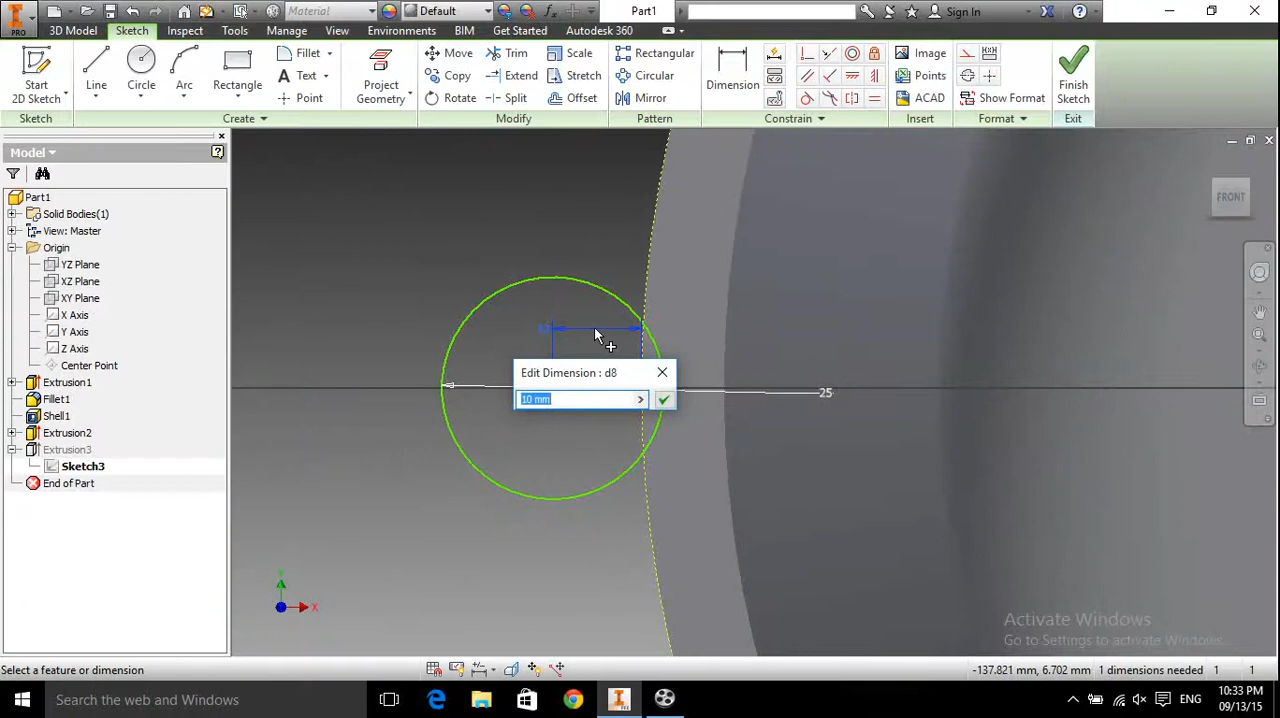 Material
Default
Part1
Sign In
PRO
3D Model
Sketch
Inspect
Tools
Manage
View
Environments
BIM
Get Started
Autodesk 360
Start
2D Sketch
Line
Circle
Arc
Rectangle
Fillet
Text
Point
Project
Geometry
Move
Copy
Rotate
Trim
Extend
Split
Scale
Stretch
Offset
Rectangular
Circular
Mirror
Dimension
Image
Points
ACAD
Show Format
Finish
Sketch
Sketch
Create
Modify
Pattern
Constrain
Insert
Format
Exit
Model
Part1
Solid Bodies(1)
View: Master
Origin
YZ Plane
XZ Plane
XY Plane
X Axis
Y Axis
Z Axis
Center Point
Extrusion1
Fillet1
Shell1
Extrusion2
Extrusion3
Sketch3
End of Part
FRONT
Edit Dimension : d8
10 mm
25
Y
X
Activate Windows
Go to Settings to activate Windows.
Select a feature or dimension
-137.821 mm, 6.702 mm
1 dimensions needed
1
1
Search the web and Windows
ENG
10:33 PM
09/13/15